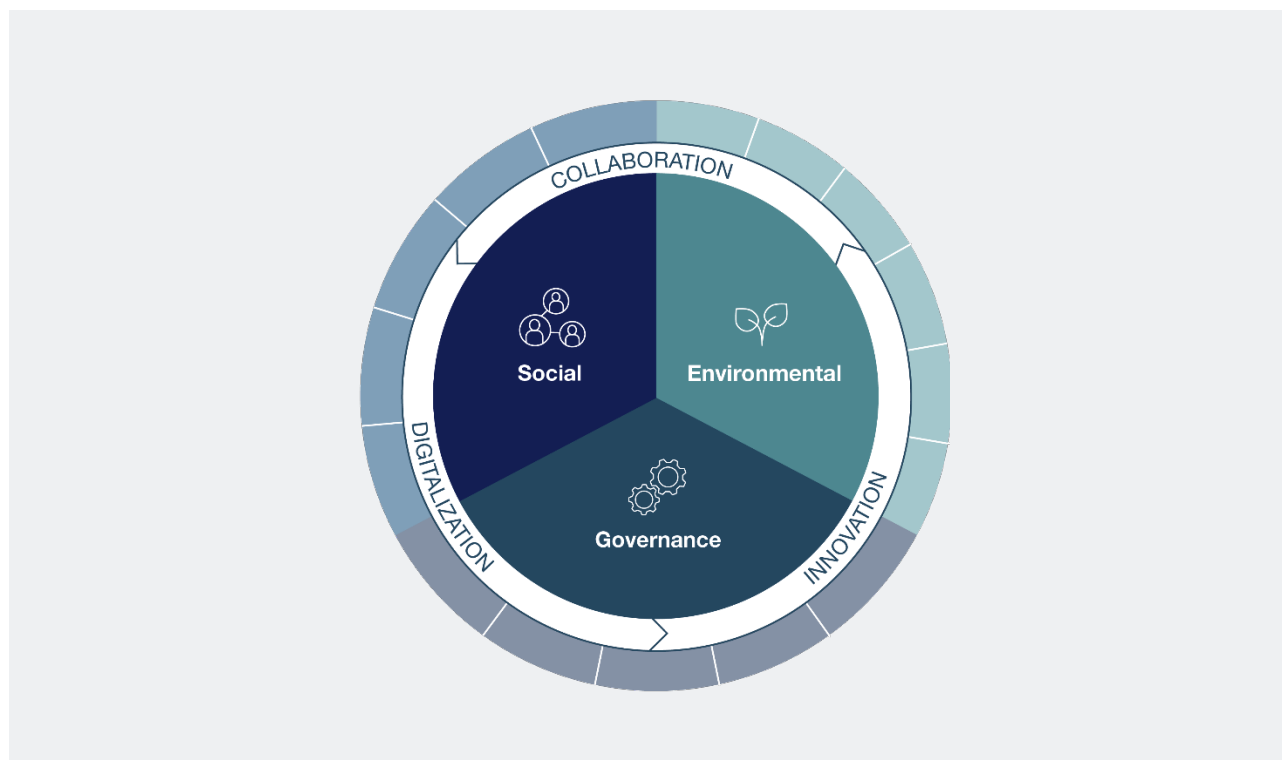 COLLABORATION
Social
Environmental
DIGITALIZATION
INNOVATION
Governance